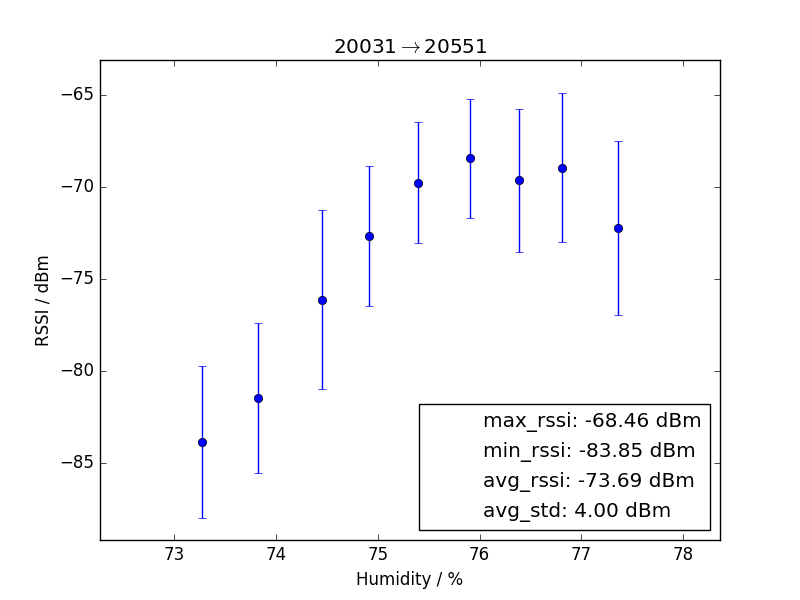 20031→20551
−65
−70
−75
−80
−85
RSSI / dBm
max_rssi: -68.46 dBm
min_rssi: -83.85 dBm
avg_rssi: -73.69 dBm
avg_std: 4.00 dBm
73 74 75 76 77 78
Humidity / %